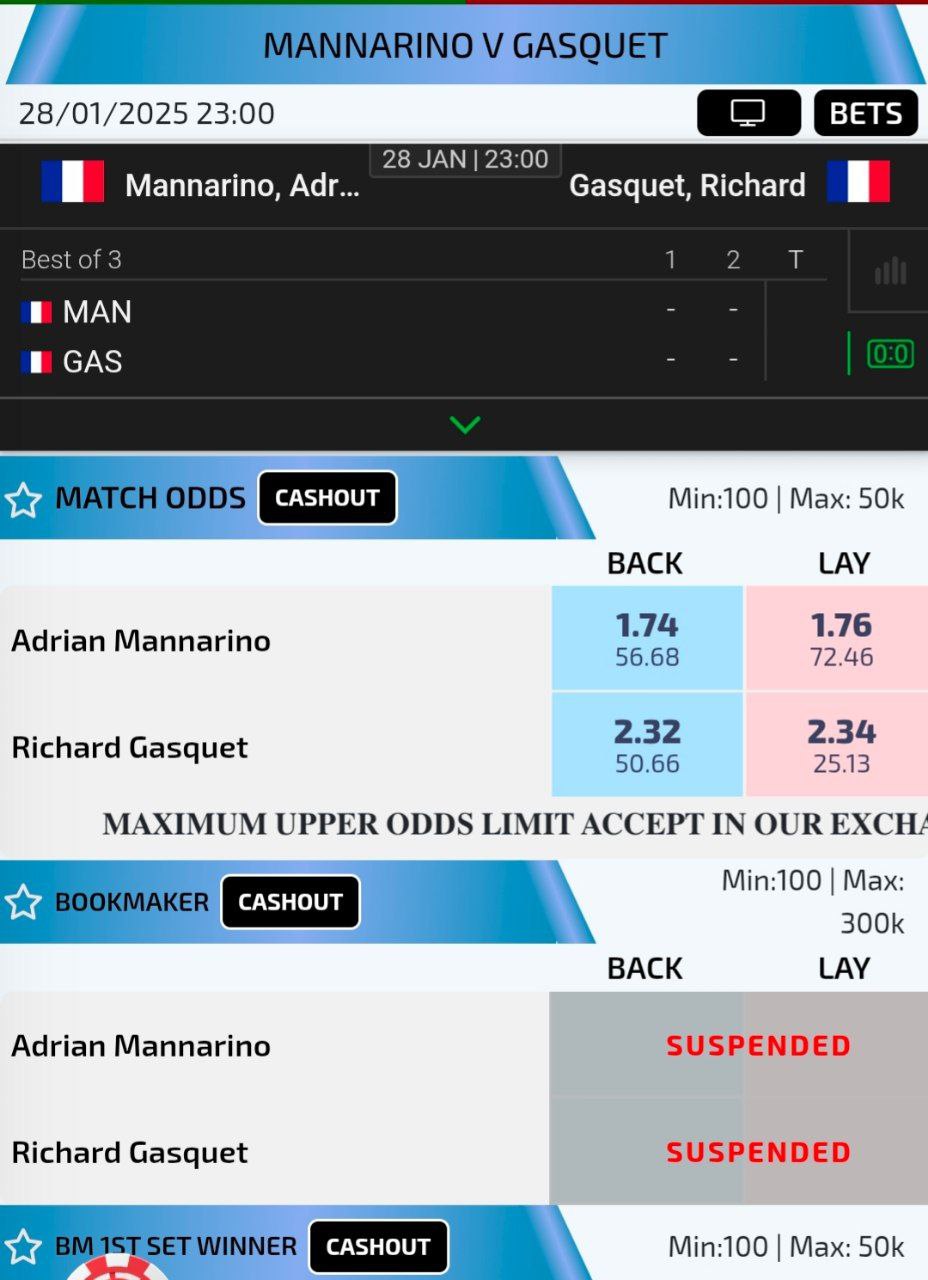 MANNARINO V GASQUET
28/01/2025 23:00
BETS
28 JAN | 23:00
Mannarino, Adr...
Gasquet, Richard
Best of 3 1 2 T
MAN - -
GAS - -
0:0
MATCH ODDS CASHOUT Min:100 | Max: 50k
BACK LAY
Adrian Mannarino 1.74 1.76
56.68 72.46
Richard Gasquet 2.32 2.34
50.66 25.13
MAXIMUM UPPER ODDS LIMIT ACCEPT IN OUR EXCHA
BOOKMAKER CASHOUT Min:100 | Max:
300k
BACK LAY
Adrian Mannarino SUSPENDED
Richard Gasquet SUSPENDED
BM 1ST SET WINNER CASHOUT Min:100 | Max: 50k